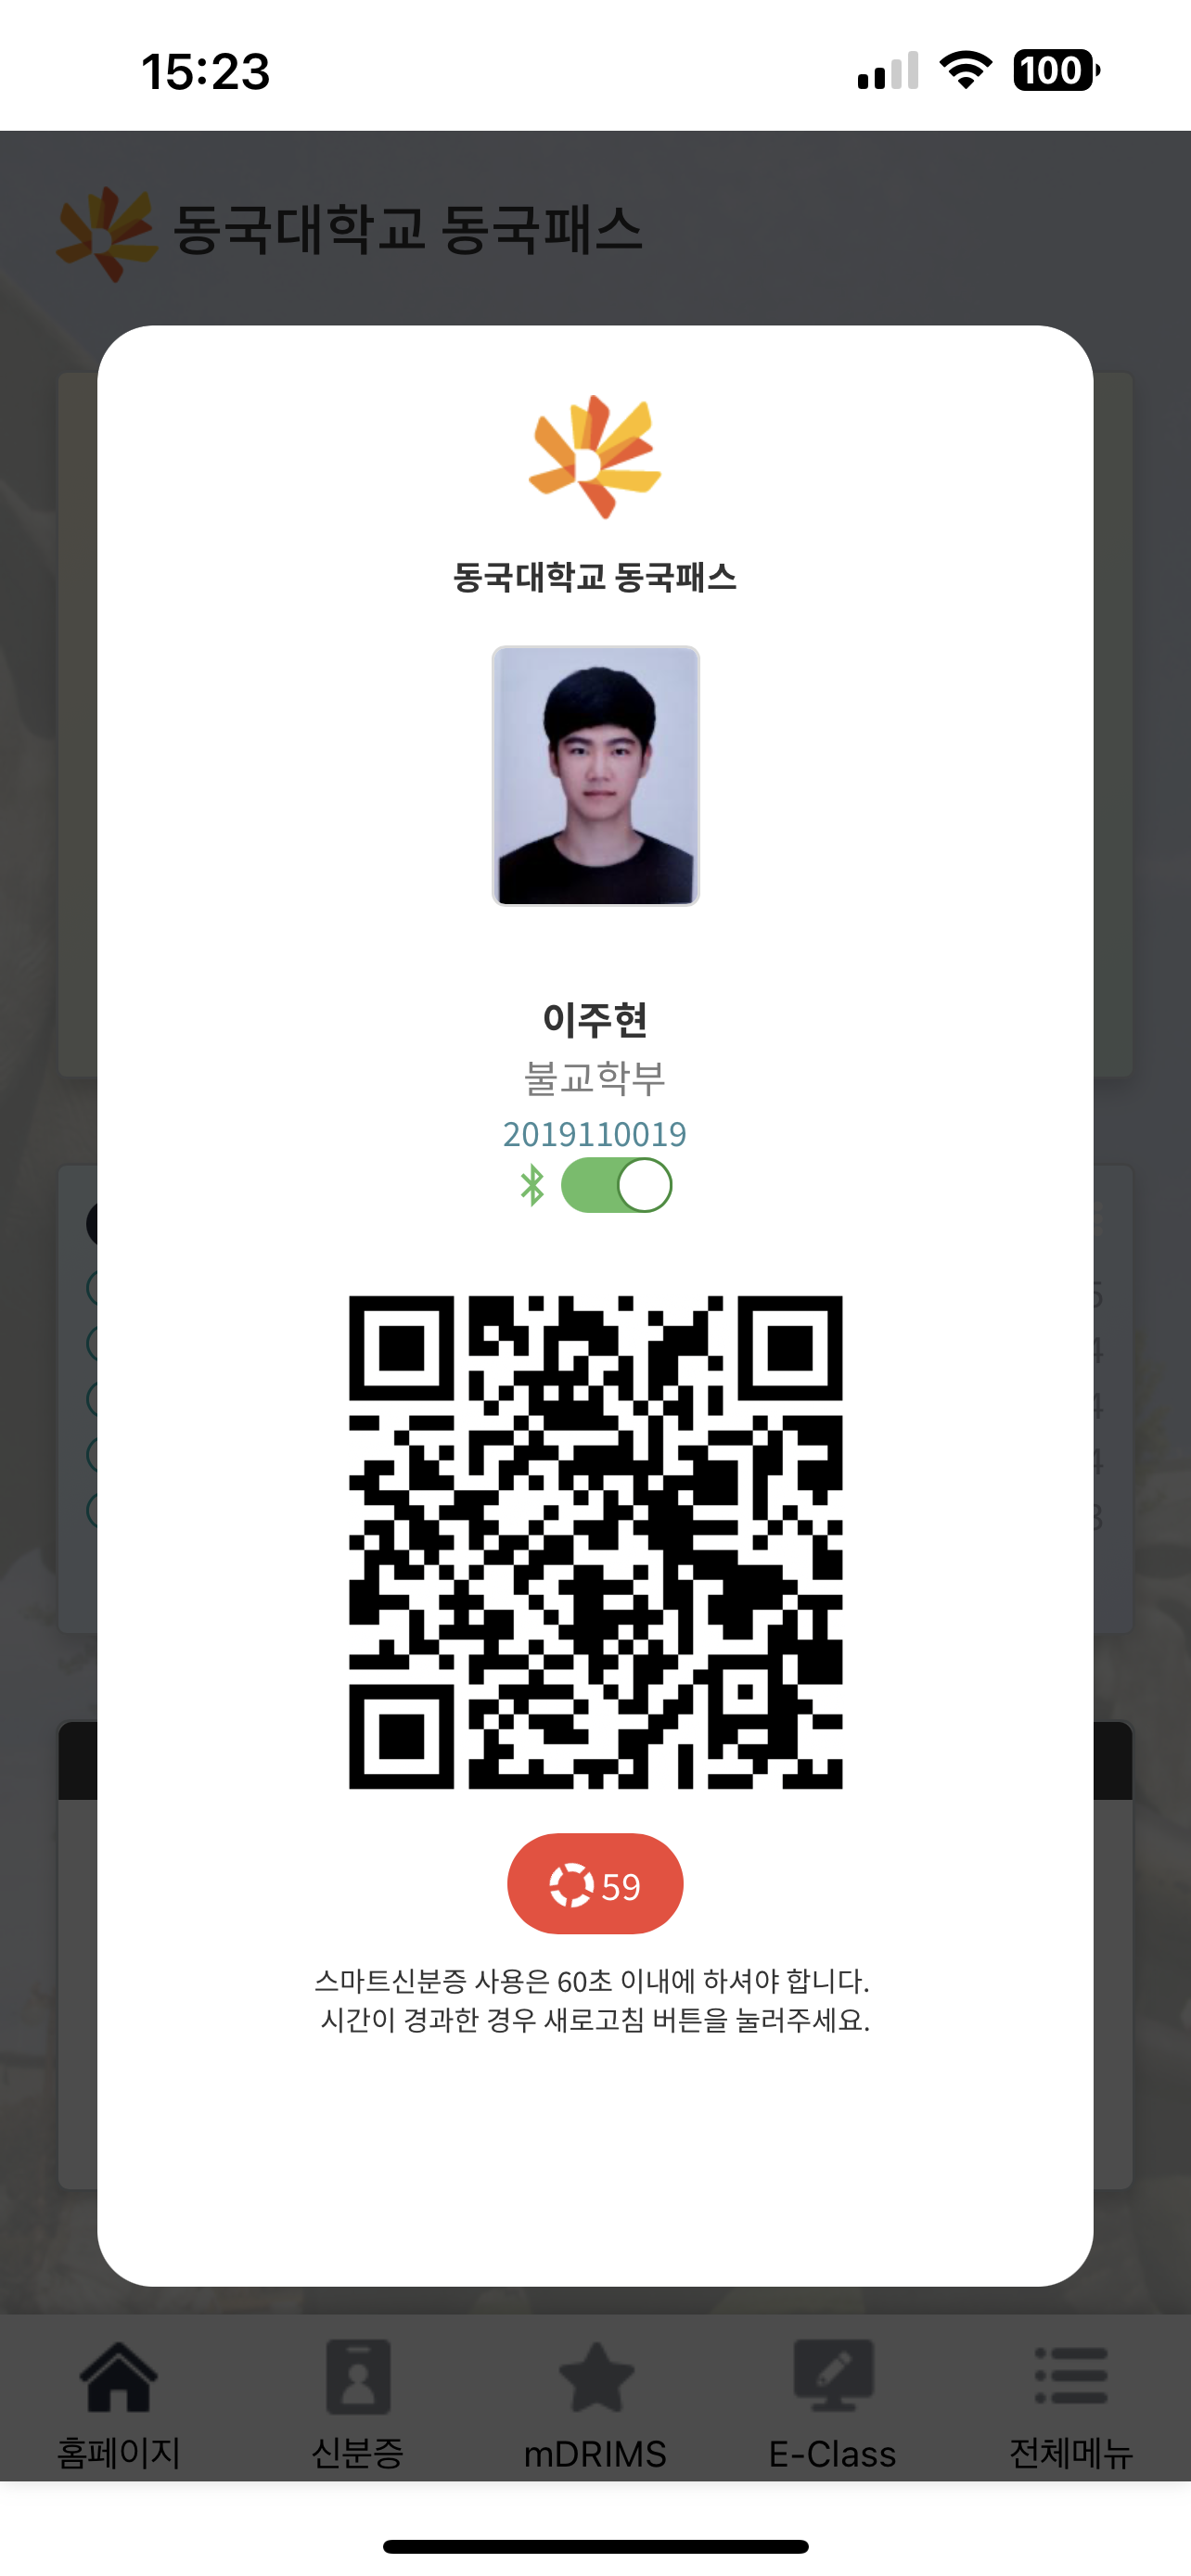 15:23
100
동국대학교 동국패스
동국대학교 동국패스
이주현
불교학부
2019110019
59
스마트신분증 사용은 60초 이내에 하셔야 합니다.
시간이 경과한 경우 새로고침 버튼을 눌러주세요.
홈페이지
신분증
mDRIMS
E-Class
전체메뉴